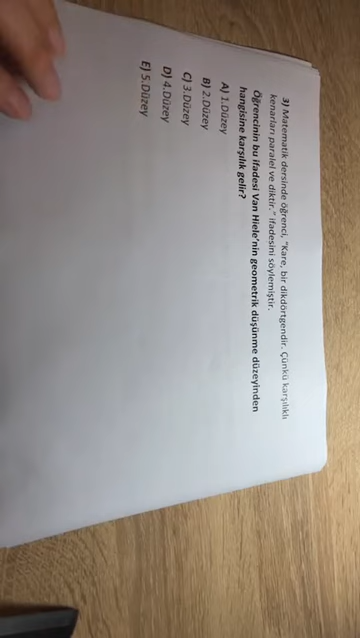 3) Matematik dersinde öğrenci, "Kare, bir dikdörtgendir. Çünkü karşılıklı
kenarları paralel ve diktir." ifadesini söylemiştir.
Öğrencinin bu ifadesi Van Hiele'nin geometrik düşünme düzeyinden
hangisine karşılık gelir?
A) 1.Düzey
B) 2.Düzey
C) 3.Düzey
D) 4.Düzey
E) 5.Düzey